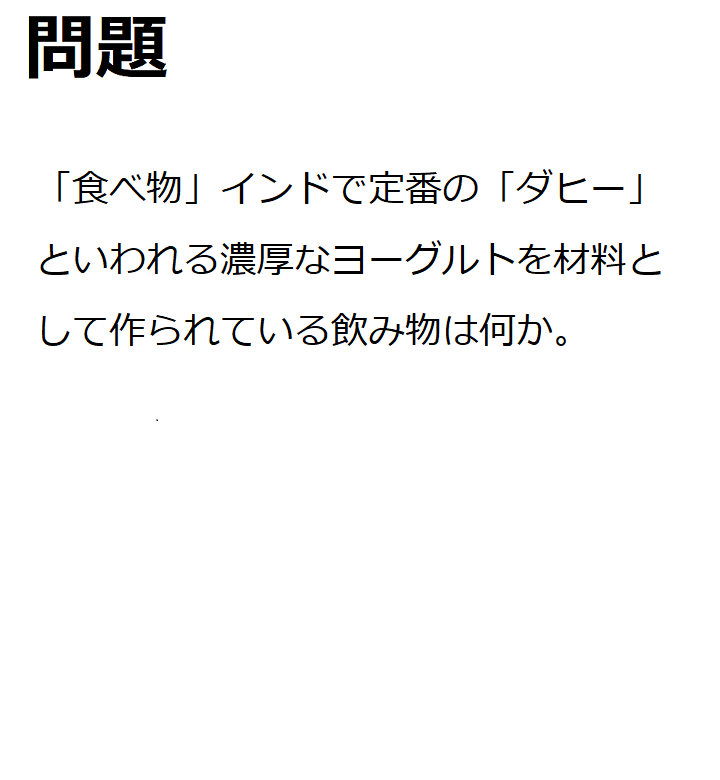 問題
「食べ物」インドで定番の「ダヒー」
といわれる濃厚なヨーグルトを材料と
して作られている飲み物は何か。